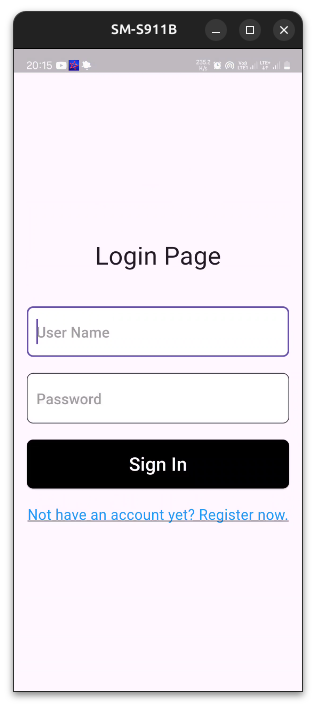 SM-S911B
20:15
Login Page
User Name
Password
Sign In
Not have an account yet? Register now.